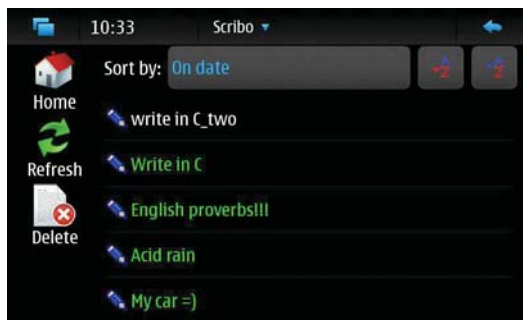 10:33 Scribo
Sort by: On date
Home
write in C_two
Refresh
Write in C
English proverbs!!!
Delete
Acid rain
My car =)